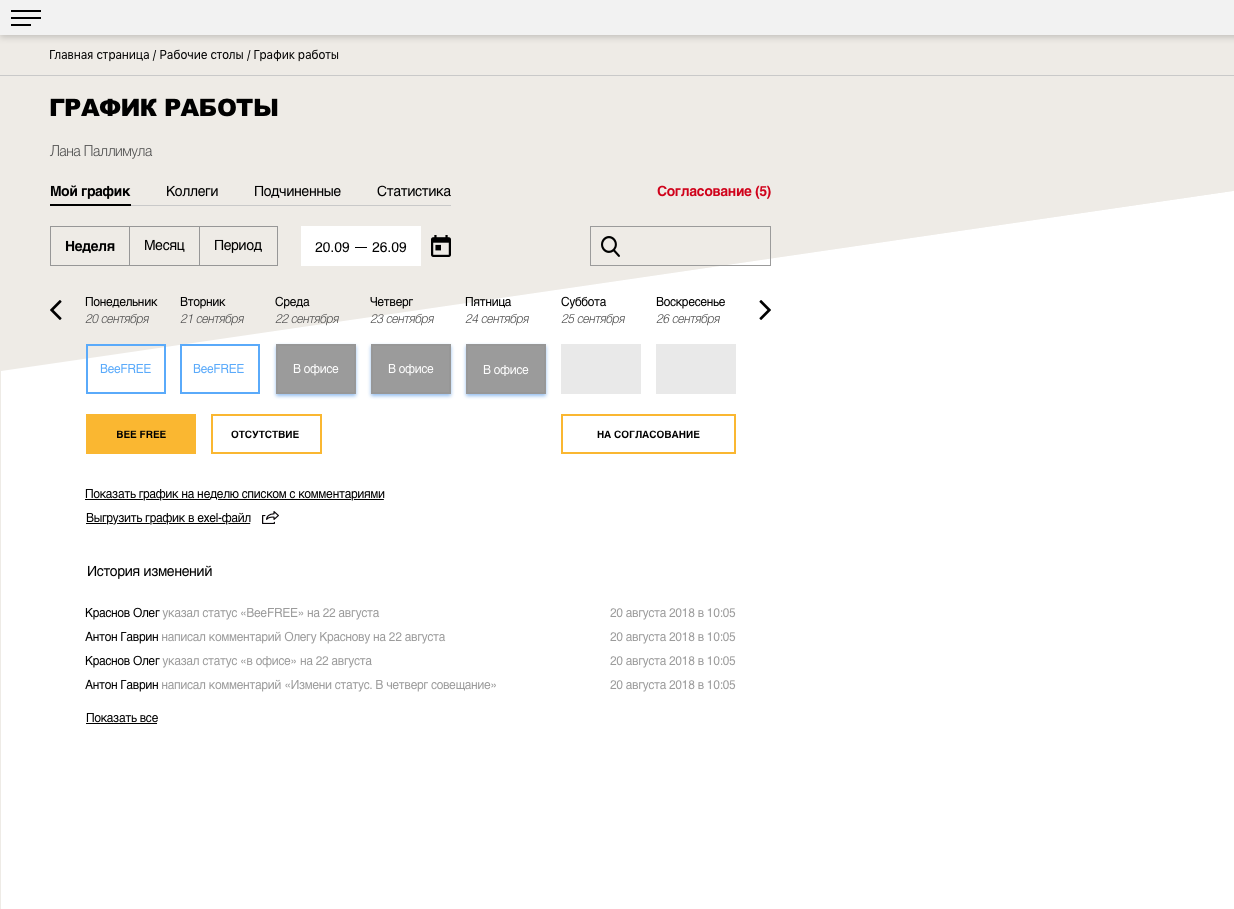 Главная страница / Рабочие столы / График работы
ГРАФИК РАБОТЫ
Лана Паллимула
Мой график Коллеги Подчиненные Статистика Согласование (5)
Неделя Месяц Период 20.09 — 26.09
Понедельник Вторник Среда Четверг Пятница Суббота Воскресенье
20 сентября 21 сентября 22 сентября 23 сентября 24 сентября 25 сентября 26 сентября
BeeFREE BeeFREE В офисе В офисе В офисе
BEE FREE ОТСУТСТВИЕ НА СОГЛАСОВАНИЕ
Показать график на неделю списком с комментариями
Выгрузить график в exel-файл
История изменений
Краснов Олег указал статус «BeeFREE» на 22 августа 20 августа 2018 в 10:05
Антон Гаврин написал комментарий Олегу Краснову на 22 августа 20 августа 2018 в 10:05
Краснов Олег указал статус «в офисе» на 22 августа 20 августа 2018 в 10:05
Антон Гаврин написал комментарий «Измени статус. В четверг совещание» 20 августа 2018 в 10:05
Показать все